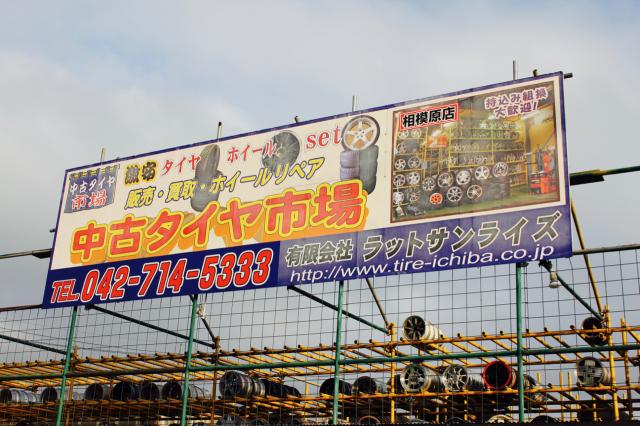 中古タイヤ
市場
激安 タイヤ ホイール set
販売・買取・ホイールリペア
中古タイヤ市場
相模原店
持込み組換
大歓迎!
TEL.042-714-5333
有限会社 ラットサンライズ
http://www.tire-ichiba.co.jp